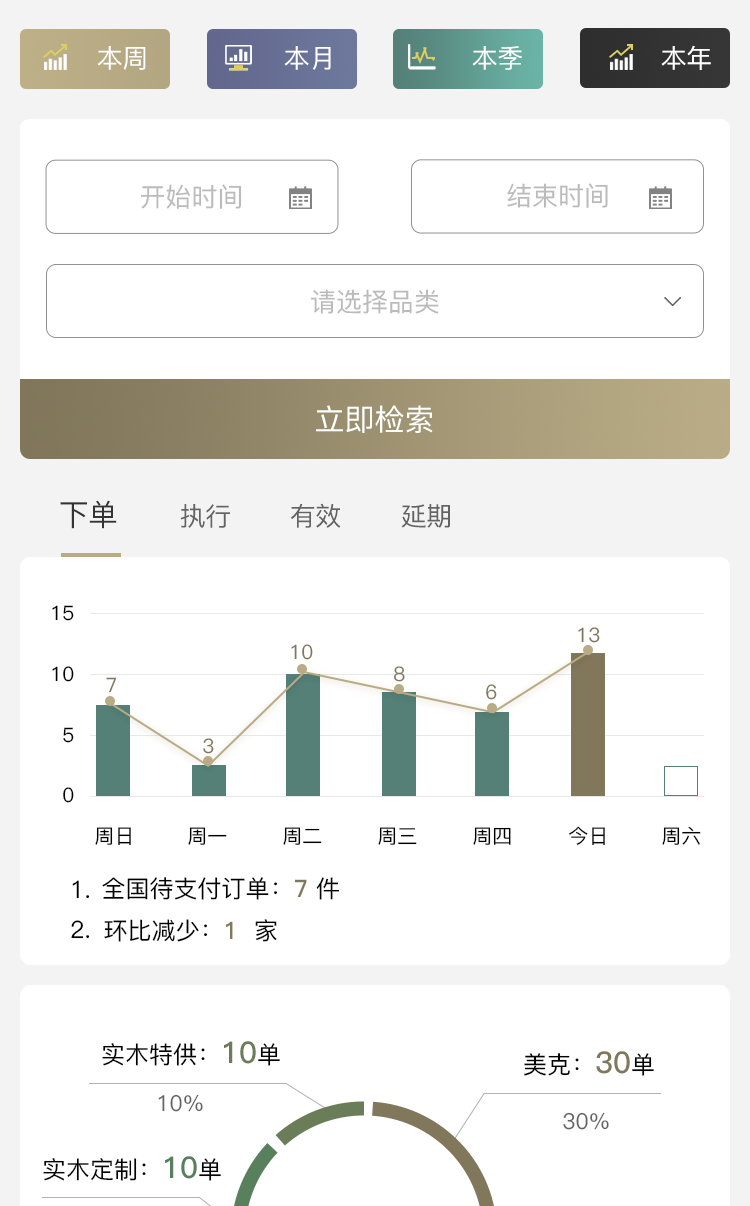 本周 本月 本季 本年
开始时间 结束时间
请选择品类
立即检索
下单 执行 有效 延期
15
13
10
10
8
7
6
5
3
0
周日 周一 周二 周三 周四 今日 周六
1. 全国待支付订单：7 件
2. 环比减少：1 家
实木特供：10单
美克：30单
10%
30%
实木定制：10单